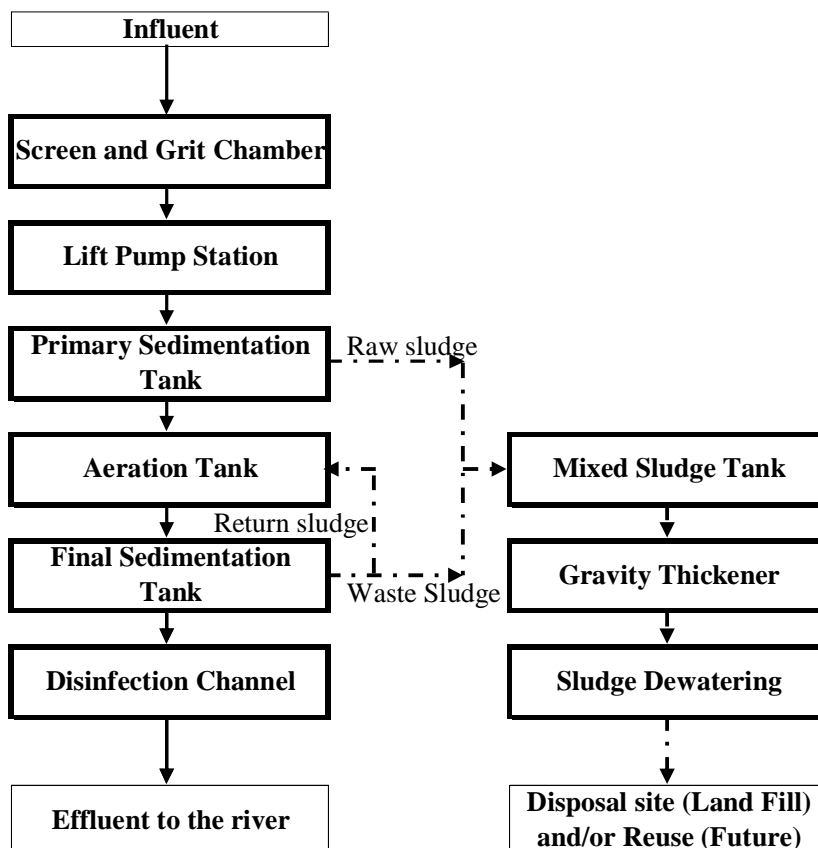 Influent
Screen and Grit Chamber
Lift Pump Station
Primary Sedimentation
Tank
Raw sludge
Aeration Tank
Mixed Sludge Tank
Return sludge
Final Sedimentation
Tank
Waste Sludge
Gravity Thickener
Disinfection Channel
Sludge Dewatering
Effluent to the river
Disposal site (Land Fill)
and/or Reuse (Future)